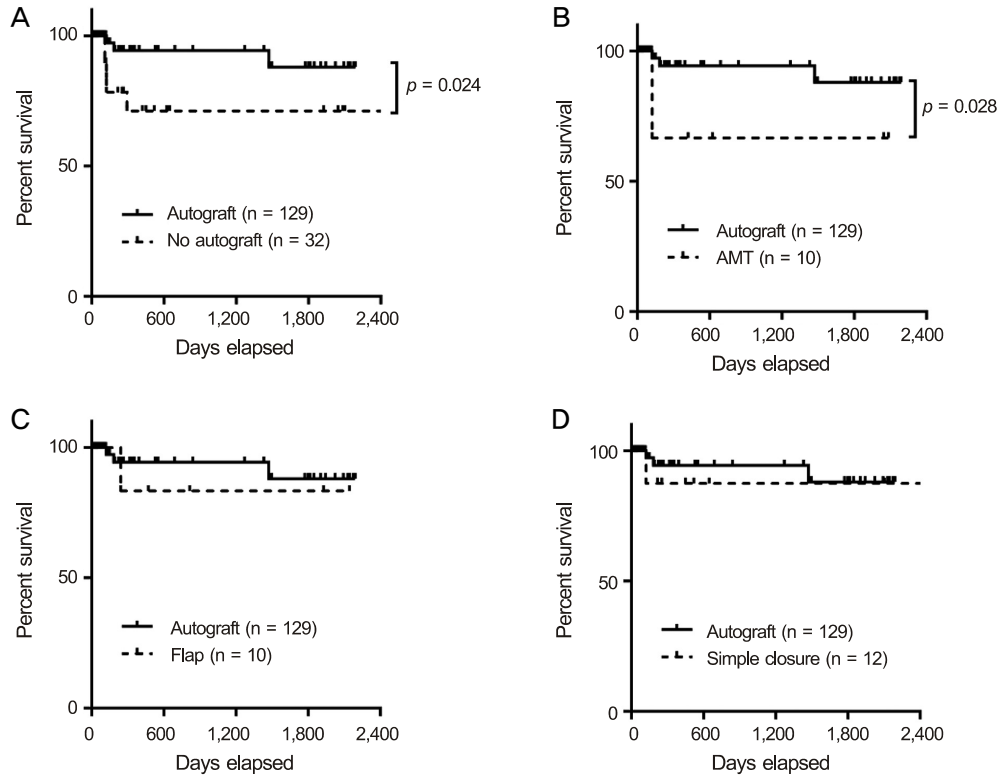 A
Percent survival
100
50
0
p = 0.024
Autograft (n = 129)
No autograft (n = 32)
0 600 1,200 1,800 2,400
Days elapsed
B
Percent survival
100
50
0
p = 0.028
Autograft (n = 129)
AMT (n = 10)
0 600 1,200 1,800 2,400
Days elapsed
C
Percent survival
100
50
0
Autograft (n = 129)
Flap (n = 10)
0 600 1,200 1,800 2,400
Days elapsed
D
Percent survival
100
50
0
Autograft (n = 129)
Simple closure (n = 12)
0 600 1,200 1,800 2,400
Days elapsed